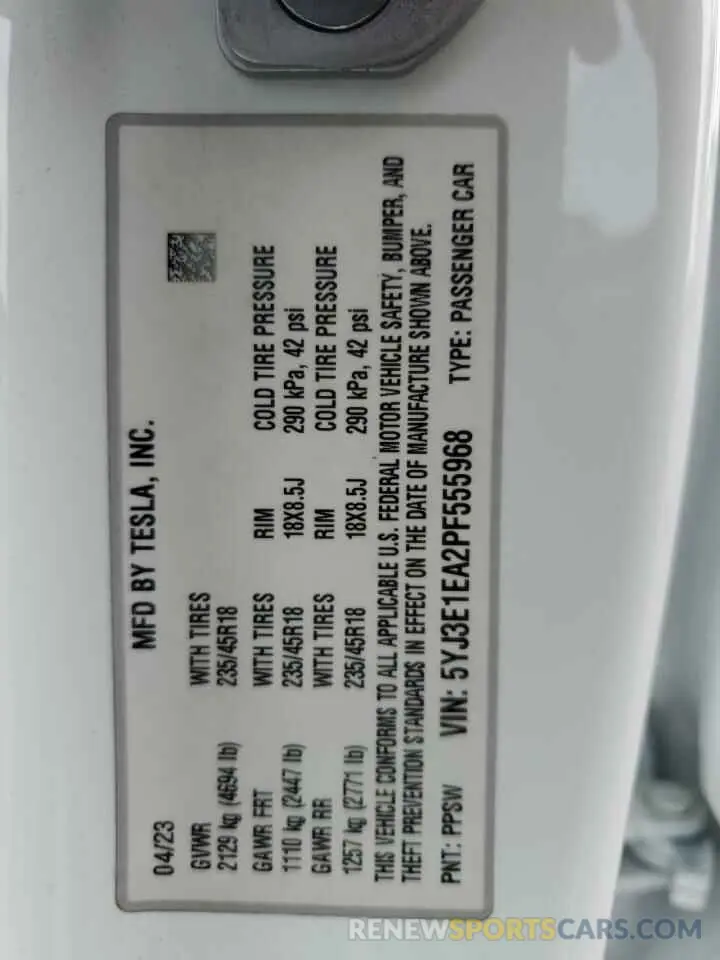 MFD BY TESLA, INC.
04/23
GVWR WITH TIRES
2129 kg (4694 lb) 235/45R18
GAWR FRT WITH TIRES RIM COLD TIRE PRESSURE
1110 kg (2447 lb) 235/45R18 18X8.5J 290 kPa, 42 psi
GAWR RR WITH TIRES RIM COLD TIRE PRESSURE
1257 kg (2771 lb) 235/45R18 18X8.5J 290 kPa, 42 psi
THIS VEHICLE CONFORMS TO ALL APPLICABLE U.S. FEDERAL MOTOR VEHICLE SAFETY, BUMPER, AND
THEFT PREVENTION STANDARDS IN EFFECT ON THE DATE OF MANUFACTURE SHOWN ABOVE.
PNT: PPSW VIN: 5YJ3E1EA2PF555968 TYPE: PASSENGER CAR
RENEWSPORTSCARS.COM